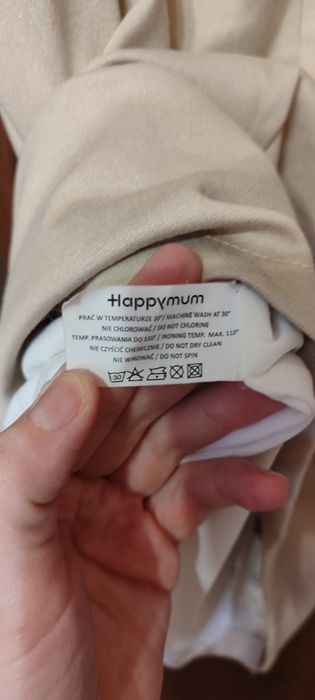 Happymum
PRAĆ W TEMPERATURZE 30°/ MACHINE WASH AT 30°
NIE CHLOROWAĆ / DO NOT CHLORINE
TEMP. PRASOWANIA DO 110° / IRONING TEMP. MAX. 110°
NIE CZYŚCIĆ CHEMICZNIE / DO NOT DRY CLEAN
NIE WIROWAĆ / DO NOT SPIN
30